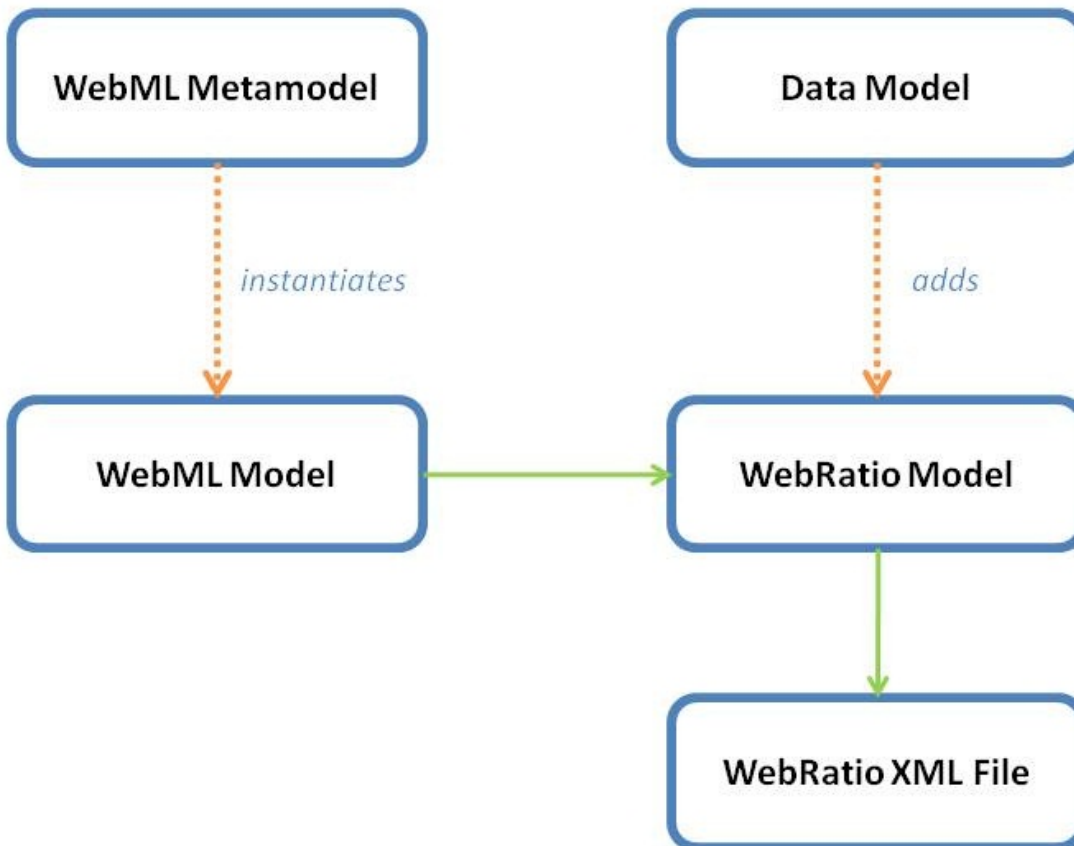 WebML Metamodel
Data Model
instantiates
adds
WebML Model
WebRatio Model
WebRatio XML File